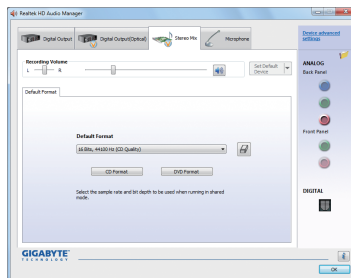 Realtek HD Audio Manager
Digital Output
Digital Output(Optical)
Stereo Mix
Microphone
Device advanced settings
Recording Volume
L
R
Set Default Device
ANALOG
Back Panel
Default Format
Default Format
16 Bits, 44100 Hz (CD Quality)
CD Format
DVD Format
Select the sample rate and bit depth to be used when running in shared
mode.
Front Panel
DIGITAL
GIGABYTE
TECHNOLOGY
OK